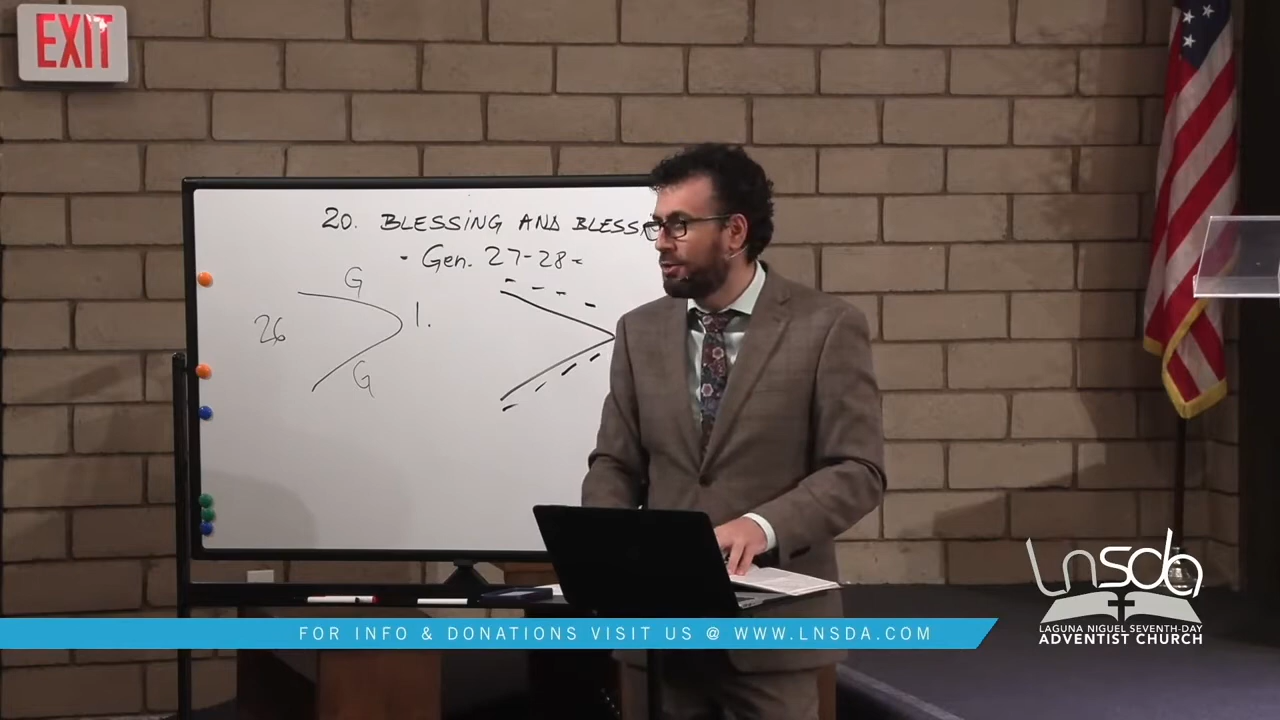 EXIT
20. BLESSING AND BLESS
• Gen. 27-28-
G
26
1.
G
FOR INFO & DONATIONS VISIT US @ WWW.LNSDA.COM
Lnsda
LAGUNA NIGUEL SEVENTH-DAY
ADVENTIST CHURCH